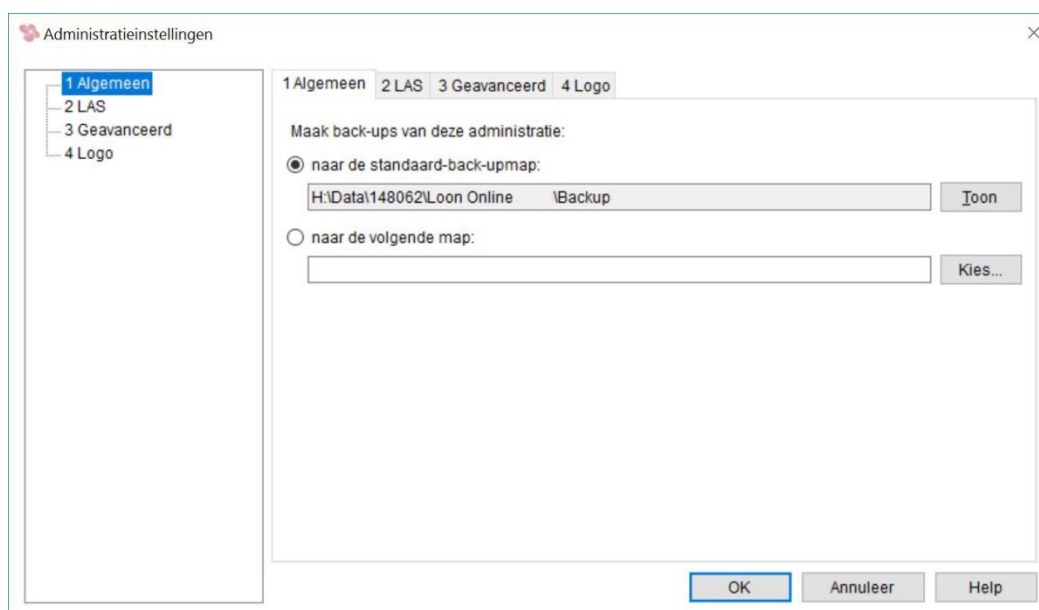 Administratieinstellingen
1 Algemeen
2 LAS
3 Geavanceerd
4 Logo
1 Algemeen 2 LAS 3 Geavanceerd 4 Logo
Maak back-ups van deze administratie:
naar de standaard-back-upmap:
H:\Data\148062\Loon Online \Backup Toon
naar de volgende map:
Kies...
OK Annuleer Help